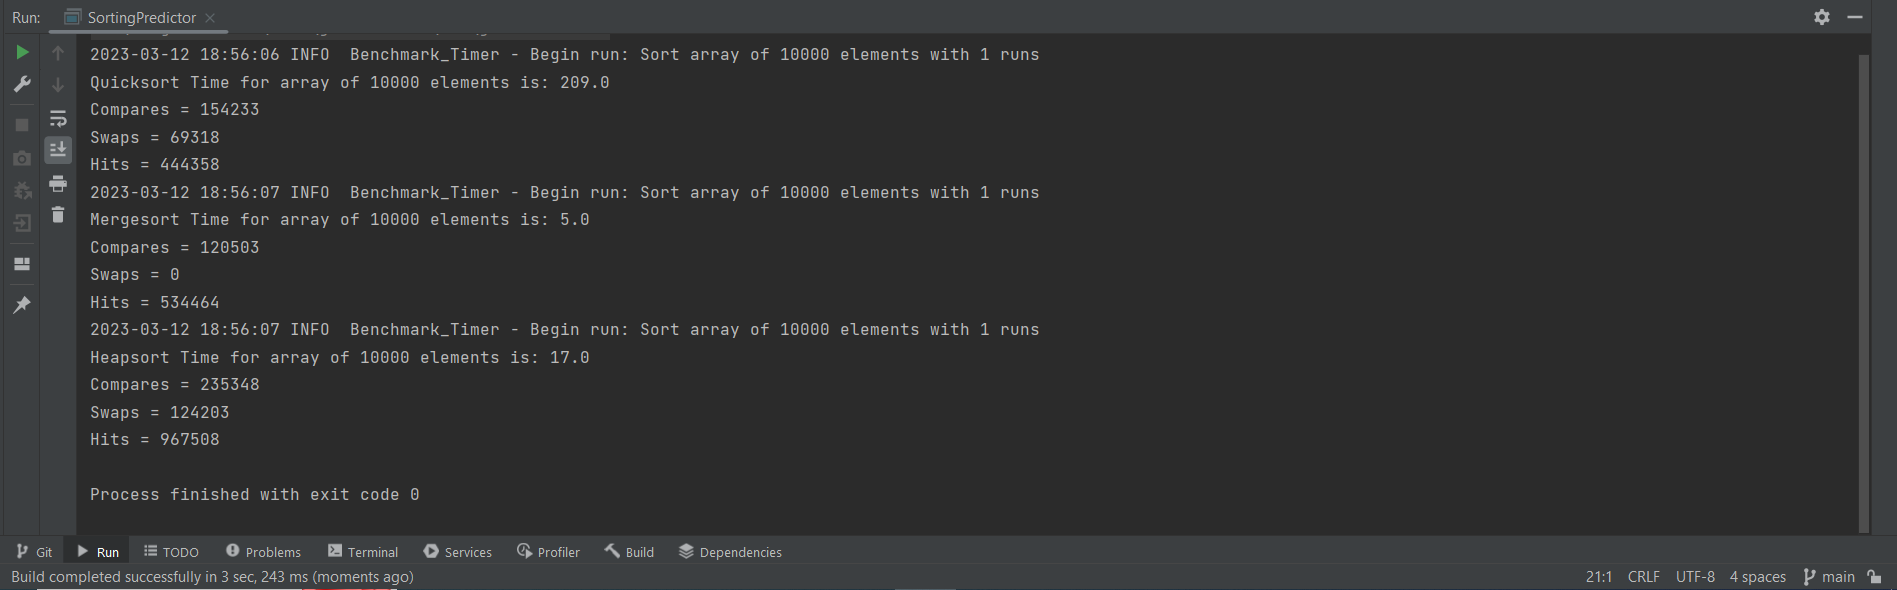 Run: SortingPredictor
2023-03-12 18:56:06 INFO  Benchmark_Timer - Begin run: Sort array of 10000 elements with 1 runs
Quicksort Time for array of 10000 elements is: 209.0
Compares = 154233
Swaps = 69318
Hits = 444358
2023-03-12 18:56:07 INFO  Benchmark_Timer - Begin run: Sort array of 10000 elements with 1 runs
Mergesort Time for array of 10000 elements is: 5.0
Compares = 120503
Swaps = 0
Hits = 534464
2023-03-12 18:56:07 INFO  Benchmark_Timer - Begin run: Sort array of 10000 elements with 1 runs
Heapsort Time for array of 10000 elements is: 17.0
Compares = 235348
Swaps = 124203
Hits = 967508
Process finished with exit code 0
Git Run TODO Problems Terminal Services Profiler Build Dependencies
Build completed successfully in 3 sec, 243 ms (moments ago) 21:1 CRLF UTF-8 4 spaces main